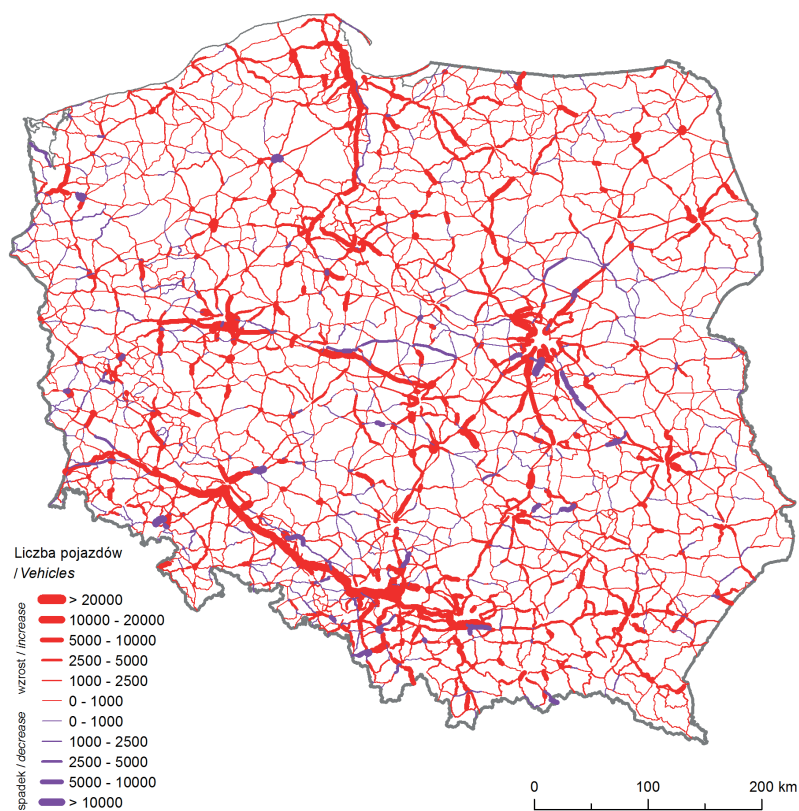 Liczba pojazdów
/ Vehicles
wzrost / increase
> 20000
10000 - 20000
5000 - 10000
2500 - 5000
1000 - 2500
0 - 1000
spadek / decrease
0 - 1000
1000 - 2500
2500 - 5000
5000 - 10000
> 10000
0 100 200 km